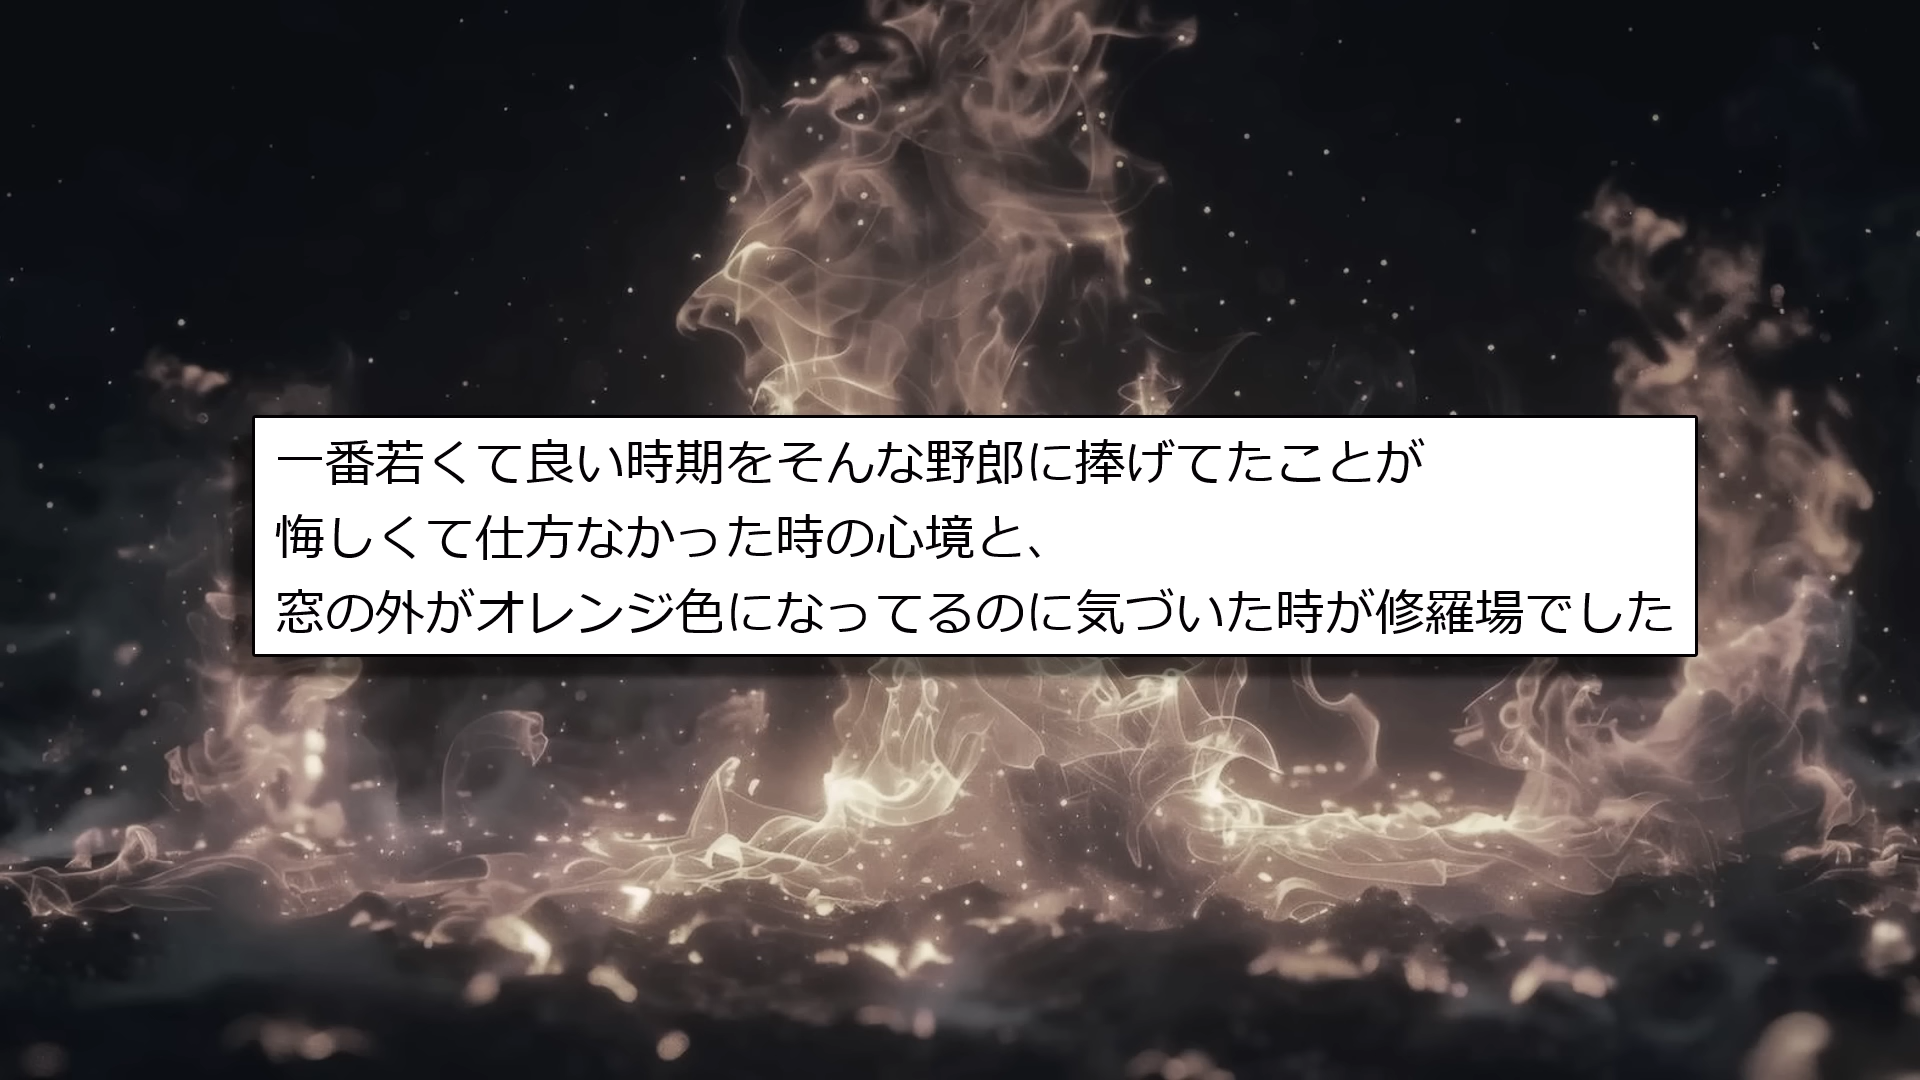 一番若くて良い時期をそんな野郎に捧げてたことが
悔しくて仕方なかった時の心境と、
窓の外がオレンジ色になってるのに気づいた時が修羅場でした